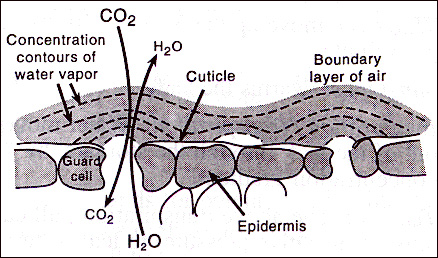 CO2
H2O
Concentration
contours of
water vapor
Cuticle
Boundary
layer of air
Guard
cell
CO2
H2O
Epidermis